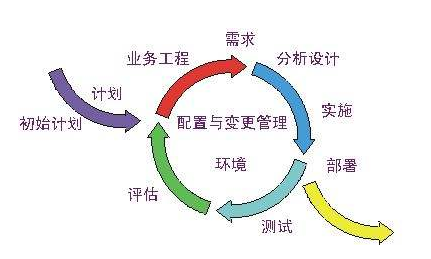 需求
业务工程
分析设计
计划
初始计划
实施
配置与变更管理
环境
部署
评估
测试